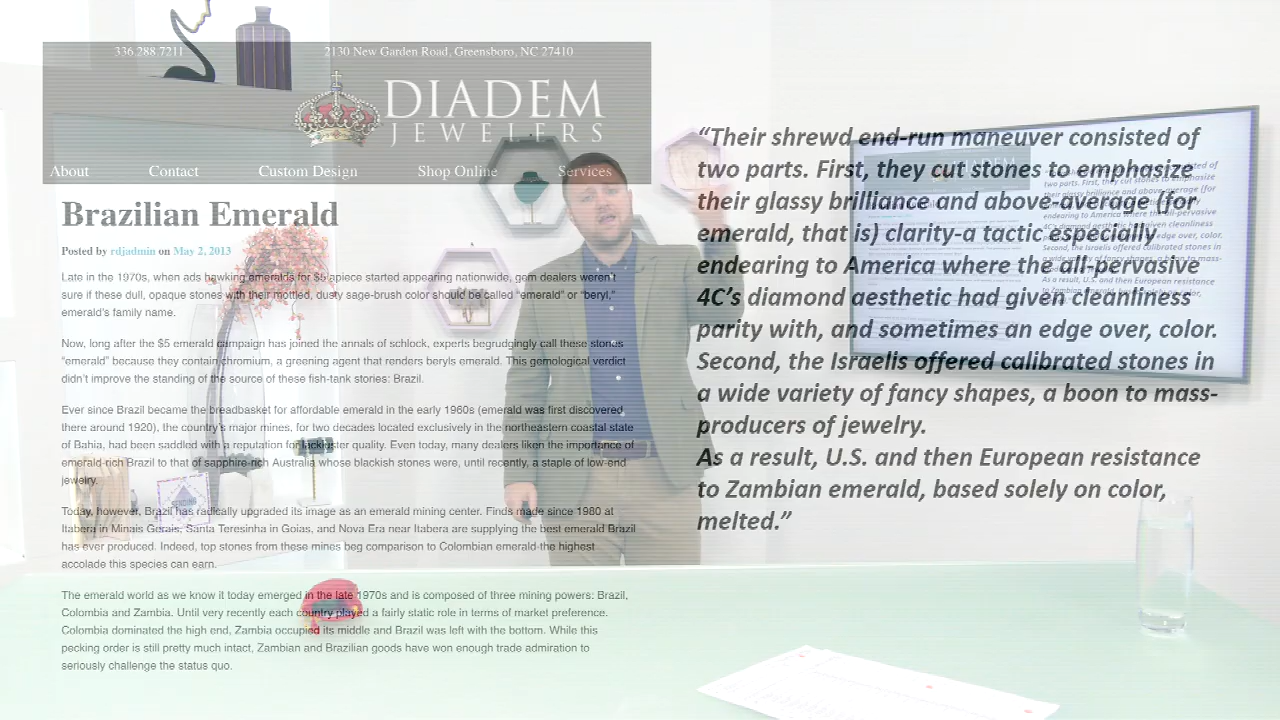 336.288.7211
2130 New Garden Road, Greensboro, NC 27410
DIADEM
JEWELERS
About
Contact
Custom Design
Shop Online
Services
Brazilian Emerald
Posted by rdjadmin on May 2, 2013
Late in the 1970s, when ads hawking emeralds for $5 apiece started appearing nationwide, gem dealers weren't
sure if these dull, opaque stones with their mottled, dusty sage-brush color should be called "emerald" or "beryl,"
emerald's family name.
Now, long after the $5 emerald campaign has joined the annals of schlock, experts begrudgingly call these stones
"emerald" because they contain chromium, a greening agent that renders beryls emerald. This gemological verdict
didn't improve the standing of the source of these fish-tank stories: Brazil.
Ever since Brazil became the breadbasket for affordable emerald in the early 1960s (emerald was first discovered
there around 1920), the country's major mines, for two decades located exclusively in the northeastern coastal state
of Bahia, had been saddled with a reputation for lackluster quality. Even today, many dealers liken the importance of
emerald-rich Brazil to that of sapphire-rich Australia whose blackish stones were, until recently, a staple of low-end
jewelry.
Today, however, Brazil has radically upgraded its image as an emerald mining center. Finds made since 1980 at
Itabera in Minais Gerais, Santa Teresinha in Goias, and Nova Era near Itabera are supplying the best emerald Brazil
has ever produced. Indeed, top stones from these mines beg comparison to Colombian emerald-the highest
accolade this species can earn.
The emerald world as we know it today emerged in the late 1970s and is composed of three mining powers: Brazil,
Colombia and Zambia. Until very recently each country played a fairly static role in terms of market preference.
Colombia dominated the high end, Zambia occupied its middle and Brazil was left with the bottom. While this
pecking order is still pretty much intact, Zambian and Brazilian goods have won enough trade admiration to
seriously challenge the status quo.
“Their shrewd end-run maneuver consisted of
two parts. First, they cut stones to emphasize
their glassy brilliance and above-average (for
emerald, that is) clarity-a tactic especially
endearing to America where the all-pervasive
4C’s diamond aesthetic had given cleanliness
parity with, and sometimes an edge over, color.
Second, the Israelis offered calibrated stones in
a wide variety of fancy shapes, a boon to mass-
producers of jewelry.
As a result, U.S. and then European resistance
to Zambian emerald, based solely on color,
melted.”